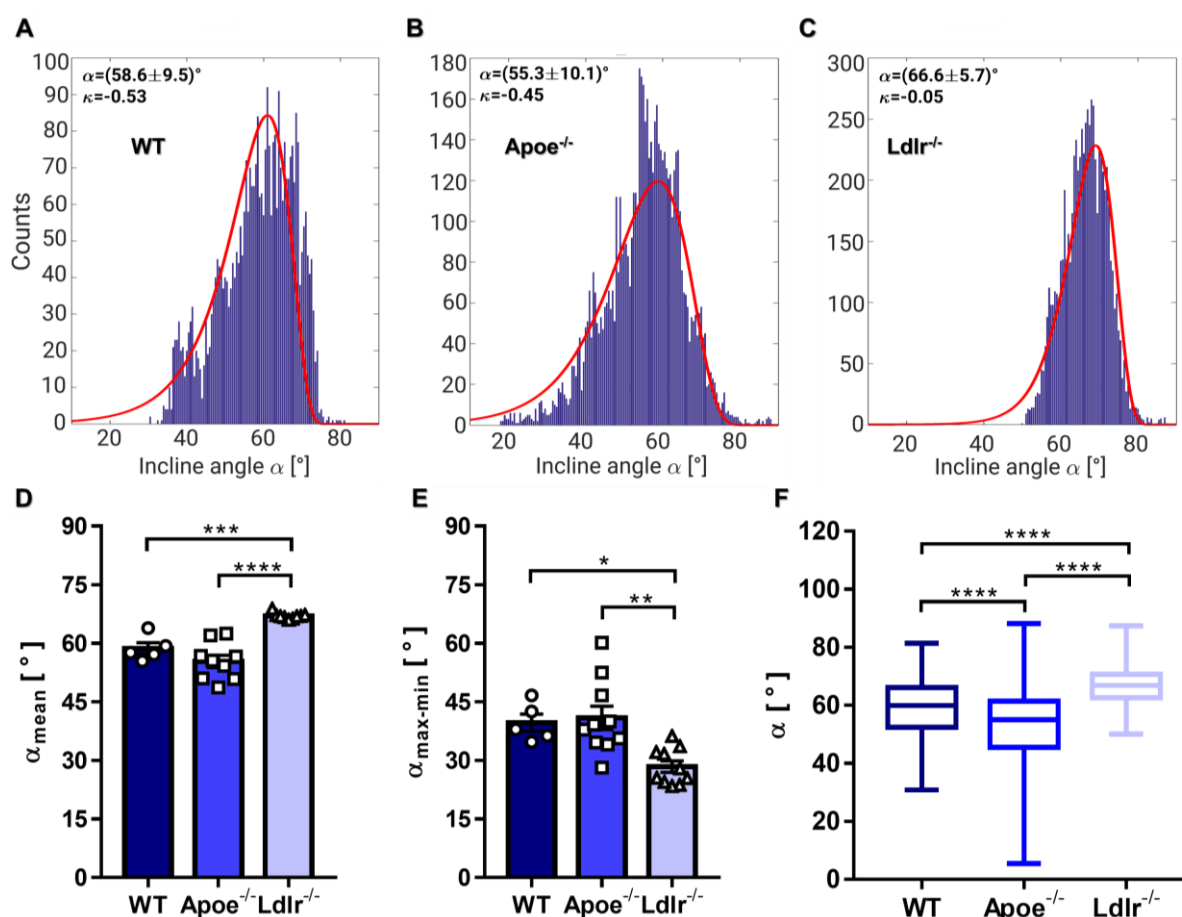 A
B
C
100
90
80
70
60
50
40
30
20
10
0
Counts
α=(58.6±9.5)°
κ=-0.53
WT
20 40 60 80
Incline angle α [°]
180
160
140
120
100
80
60
40
20
0
α=(55.3±10.1)°
κ=-0.45
Apoe-/-
20 40 60 80
Incline angle α [°]
300
250
200
150
100
50
0
α=(66.6±5.7)°
κ=-0.05
Ldlr-/-
20 40 60 80
Incline angle α [°]
D
90
75
60
45
30
15
0
αmean [°]
***
****
WT Apoe-/- Ldlr-/-
E
90
75
60
45
30
15
0
αmax-min [°]
*
**
WT Apoe-/- Ldlr-/-
F
120
100
80
60
40
20
0
α [°]
****
**** ****
WT Apoe-/- Ldlr-/-